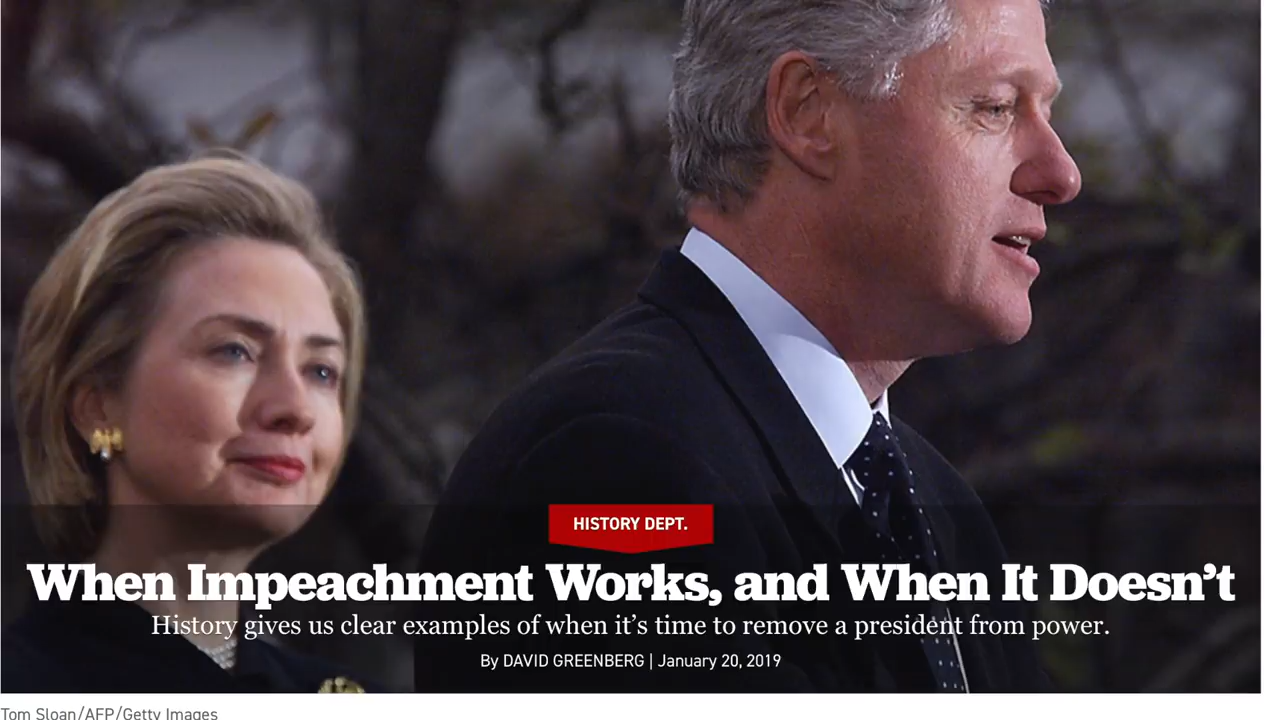 HISTORY DEPT.
When Impeachment Works, and When It Doesn’t
History gives us clear examples of when it’s time to remove a president from power.
By DAVID GREENBERG | January 20, 2019
Tom Sloan/AFP/Getty Images